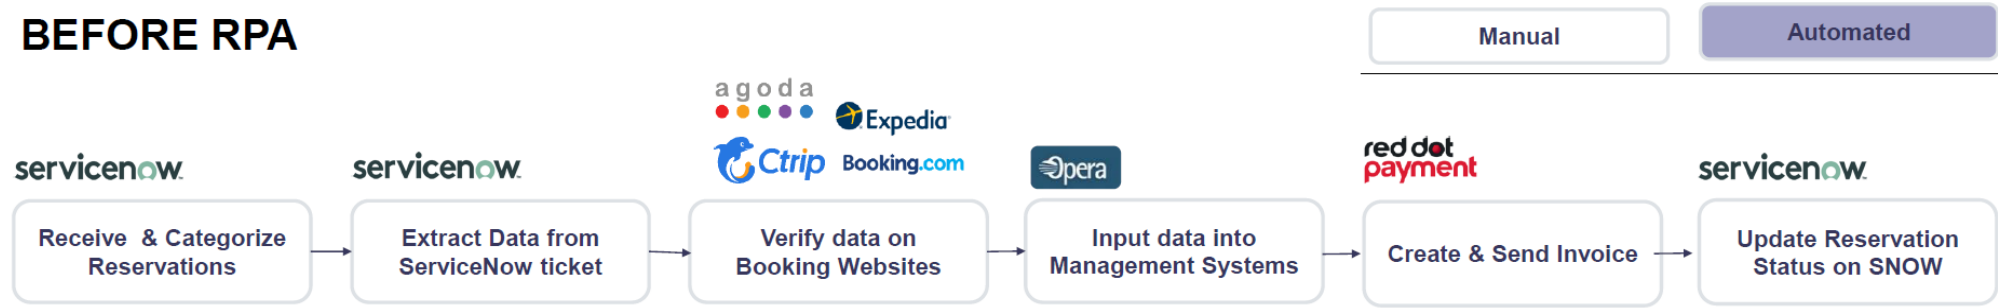 BEFORE RPA
Manual
Automated
agoda
Expedia
Ctrip
Booking.com
servicenow
servicenow
Opera
red dot
payment
servicenow
Receive & Categorize
Reservations
Extract Data from
ServiceNow ticket
Verify data on
Booking Websites
Input data into
Management Systems
Create & Send Invoice
Update Reservation
Status on SNOW